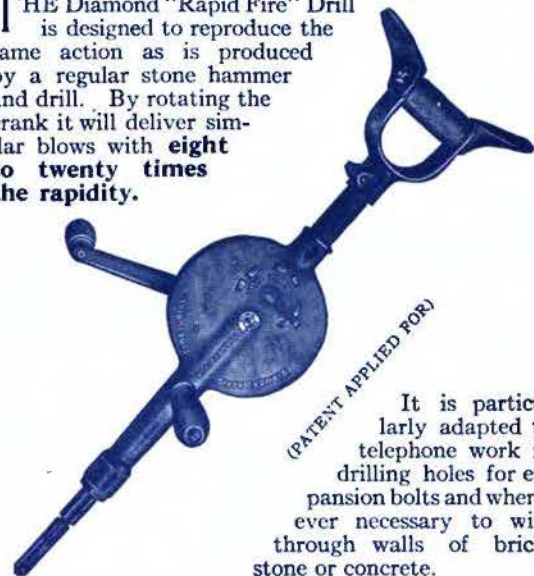 HE Diamond "Rapid Fire" Drill
is designed to reproduce the
ame action as is produced
by a regular stone hammer
and drill. By rotating the
crank it will deliver sim-
lar blows with eight
o twenty times
the rapidity.
(PATENT APPLIED FOR)
It is particu
larly adapted t
telephone work i
drilling holes for e
pansion bolts and wher
ever necessary to wi
through walls of bric
stone or concrete.